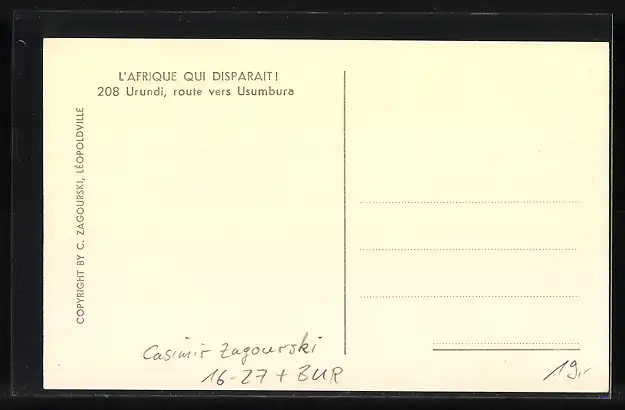 L'AFRIQUE QUI DISPARAIT!
208 Urundi, route vers Usumbura
COPYRIGHT BY C. ZAGOURSKI, LÉOPOLDVILLE
Casimir Zagourski
16-27 + BUR
19,-